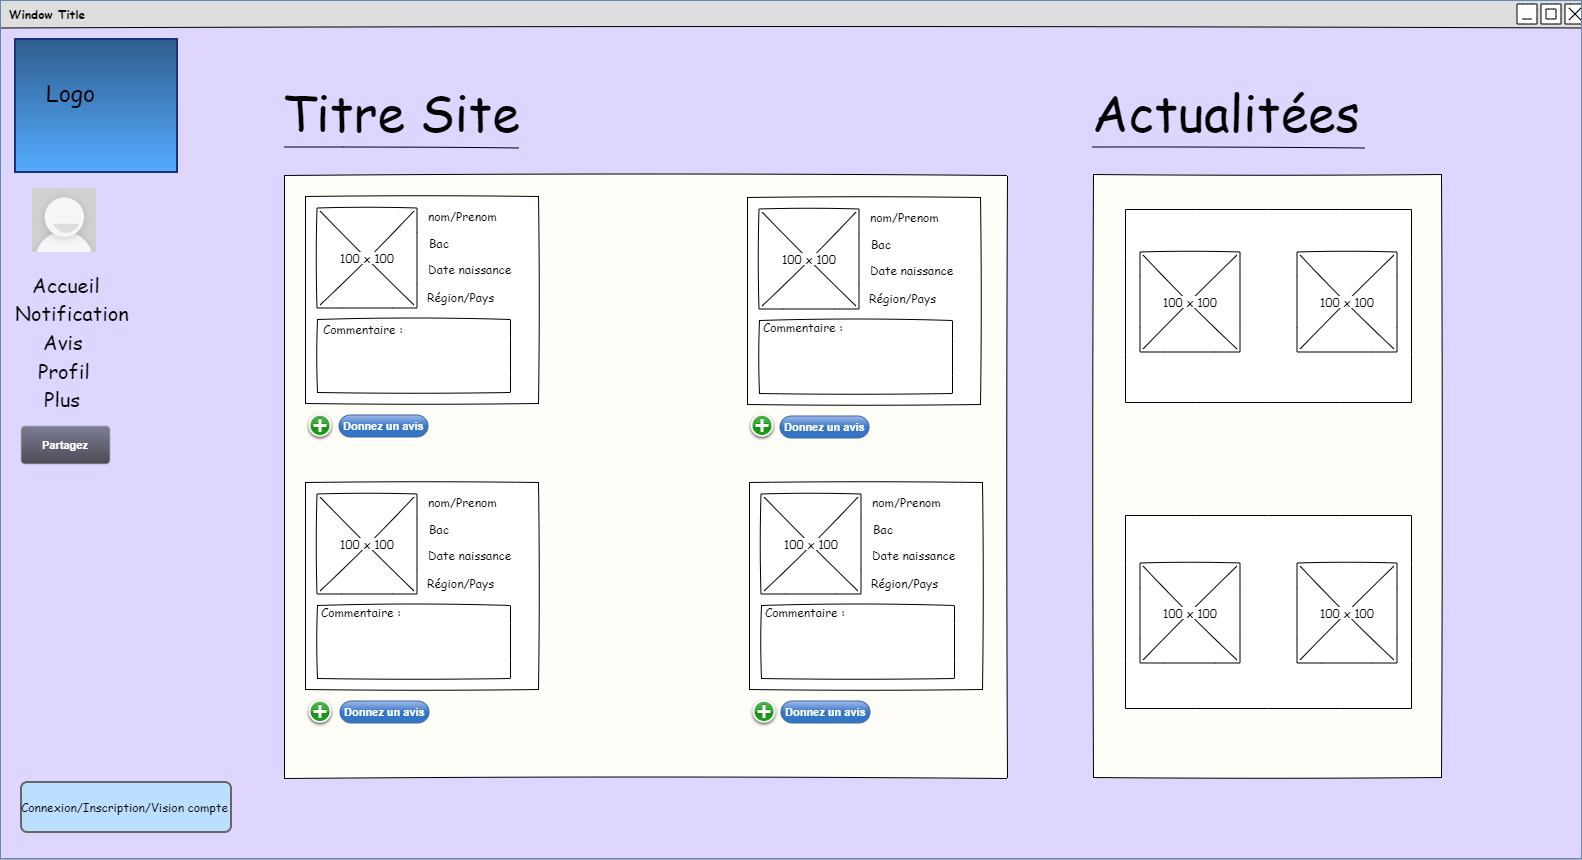 Window Title
Logo
Accueil
Notification
Avis
Profil
Plus
Partagez
Connexion/Inscription/Vision compte
Titre Site
100 x 100
nom/Prenom
Bac
Date naissance
Région/Pays
Commentaire :
Donnez un avis
100 x 100
nom/Prenom
Bac
Date naissance
Région/Pays
Commentaire :
Donnez un avis
100 x 100
nom/Prenom
Bac
Date naissance
Région/Pays
Commentaire :
Donnez un avis
100 x 100
nom/Prenom
Bac
Date naissance
Région/Pays
Commentaire :
Donnez un avis
Actualitées
100 x 100
100 x 100
100 x 100
100 x 100